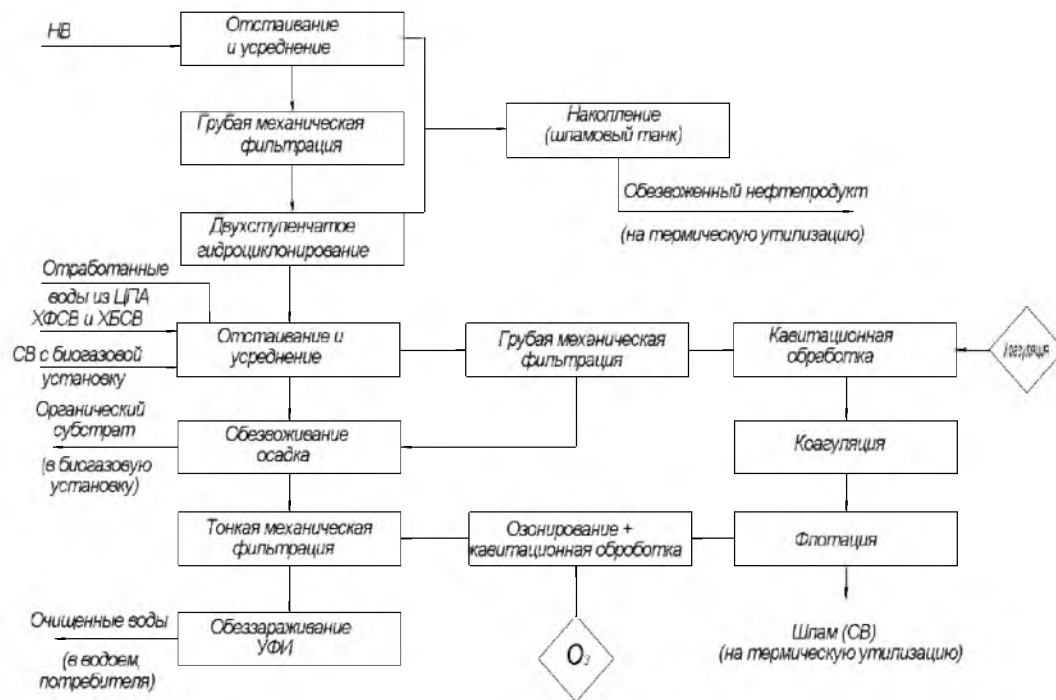 НВ
Отстаивание
и усреднение
Грубая механическая
фильтрация
Накопление
(шламовый танк)
Обезвоженный нефтепродукт
(на термическую утилизацию)
Двухступенчатое
гидроциклонирование
Отработанные
воды из ЦПА
ХФСВ и ХБСВ
СВ с биогазовой
установку
Отстаивание и
усреднение
Грубая механическая
фильтрация
Кавитационная
обработка
Коагуляция
Органический
субстрат
(в биогазовую
установку)
Обезвоживание
осадка
Коагуляция
Тонкая механическая
фильтрация
Озонирование +
кавитационная обработка
Флотация
Очищенные воды
(в водоем,
потребителя)
Обеззараживание
УФИ
O₃
Шлам (СВ)
(на термическую утилизацию)